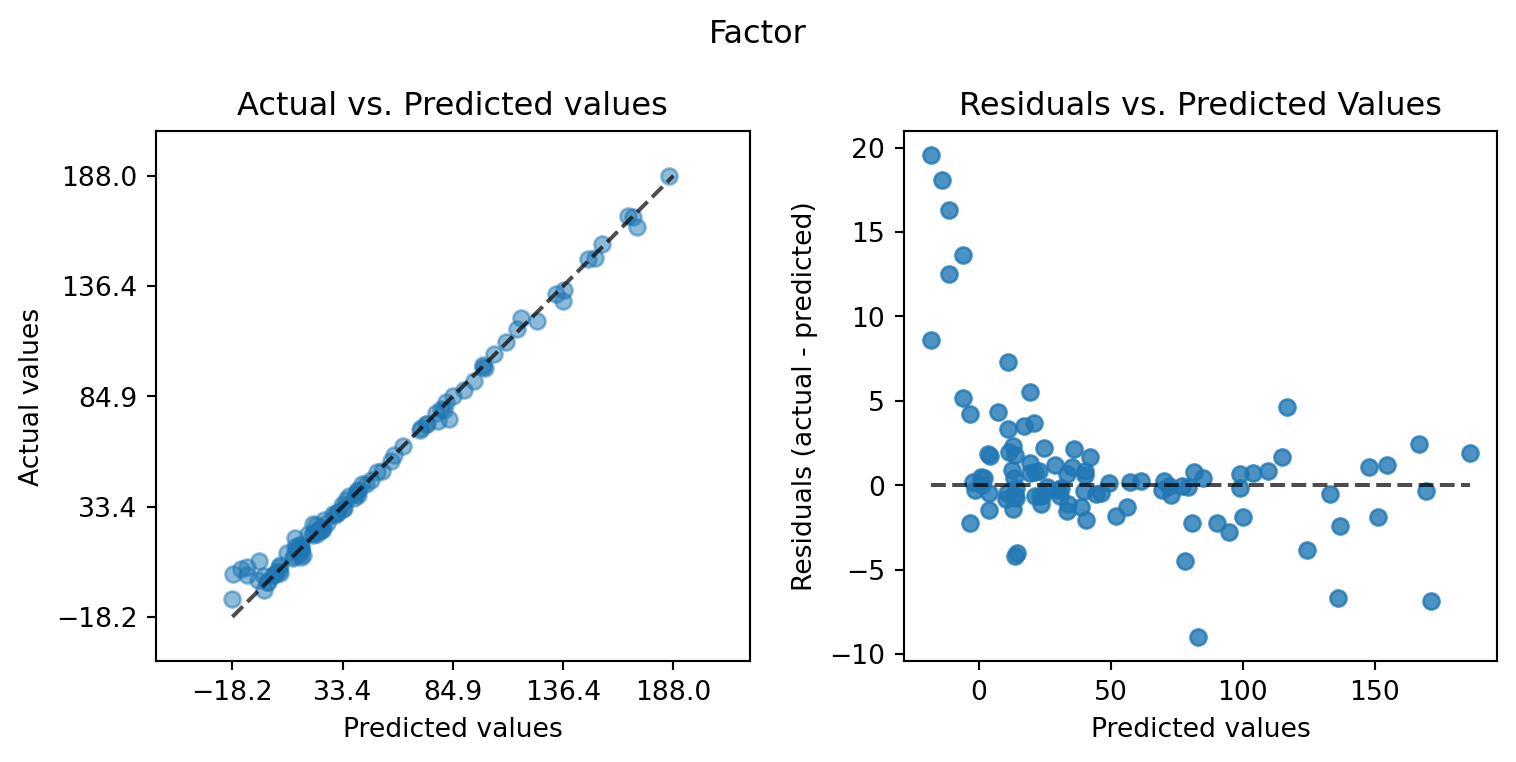 Factor
Actual vs. Predicted values
Residuals vs. Predicted Values
Actual values
188.0
136.4
84.9
33.4
−18.2
−18.2 33.4 84.9 136.4 188.0
Predicted values
Residuals (actual - predicted)
20
15
10
5
0
−5
−10
0 50 100 150
Predicted values